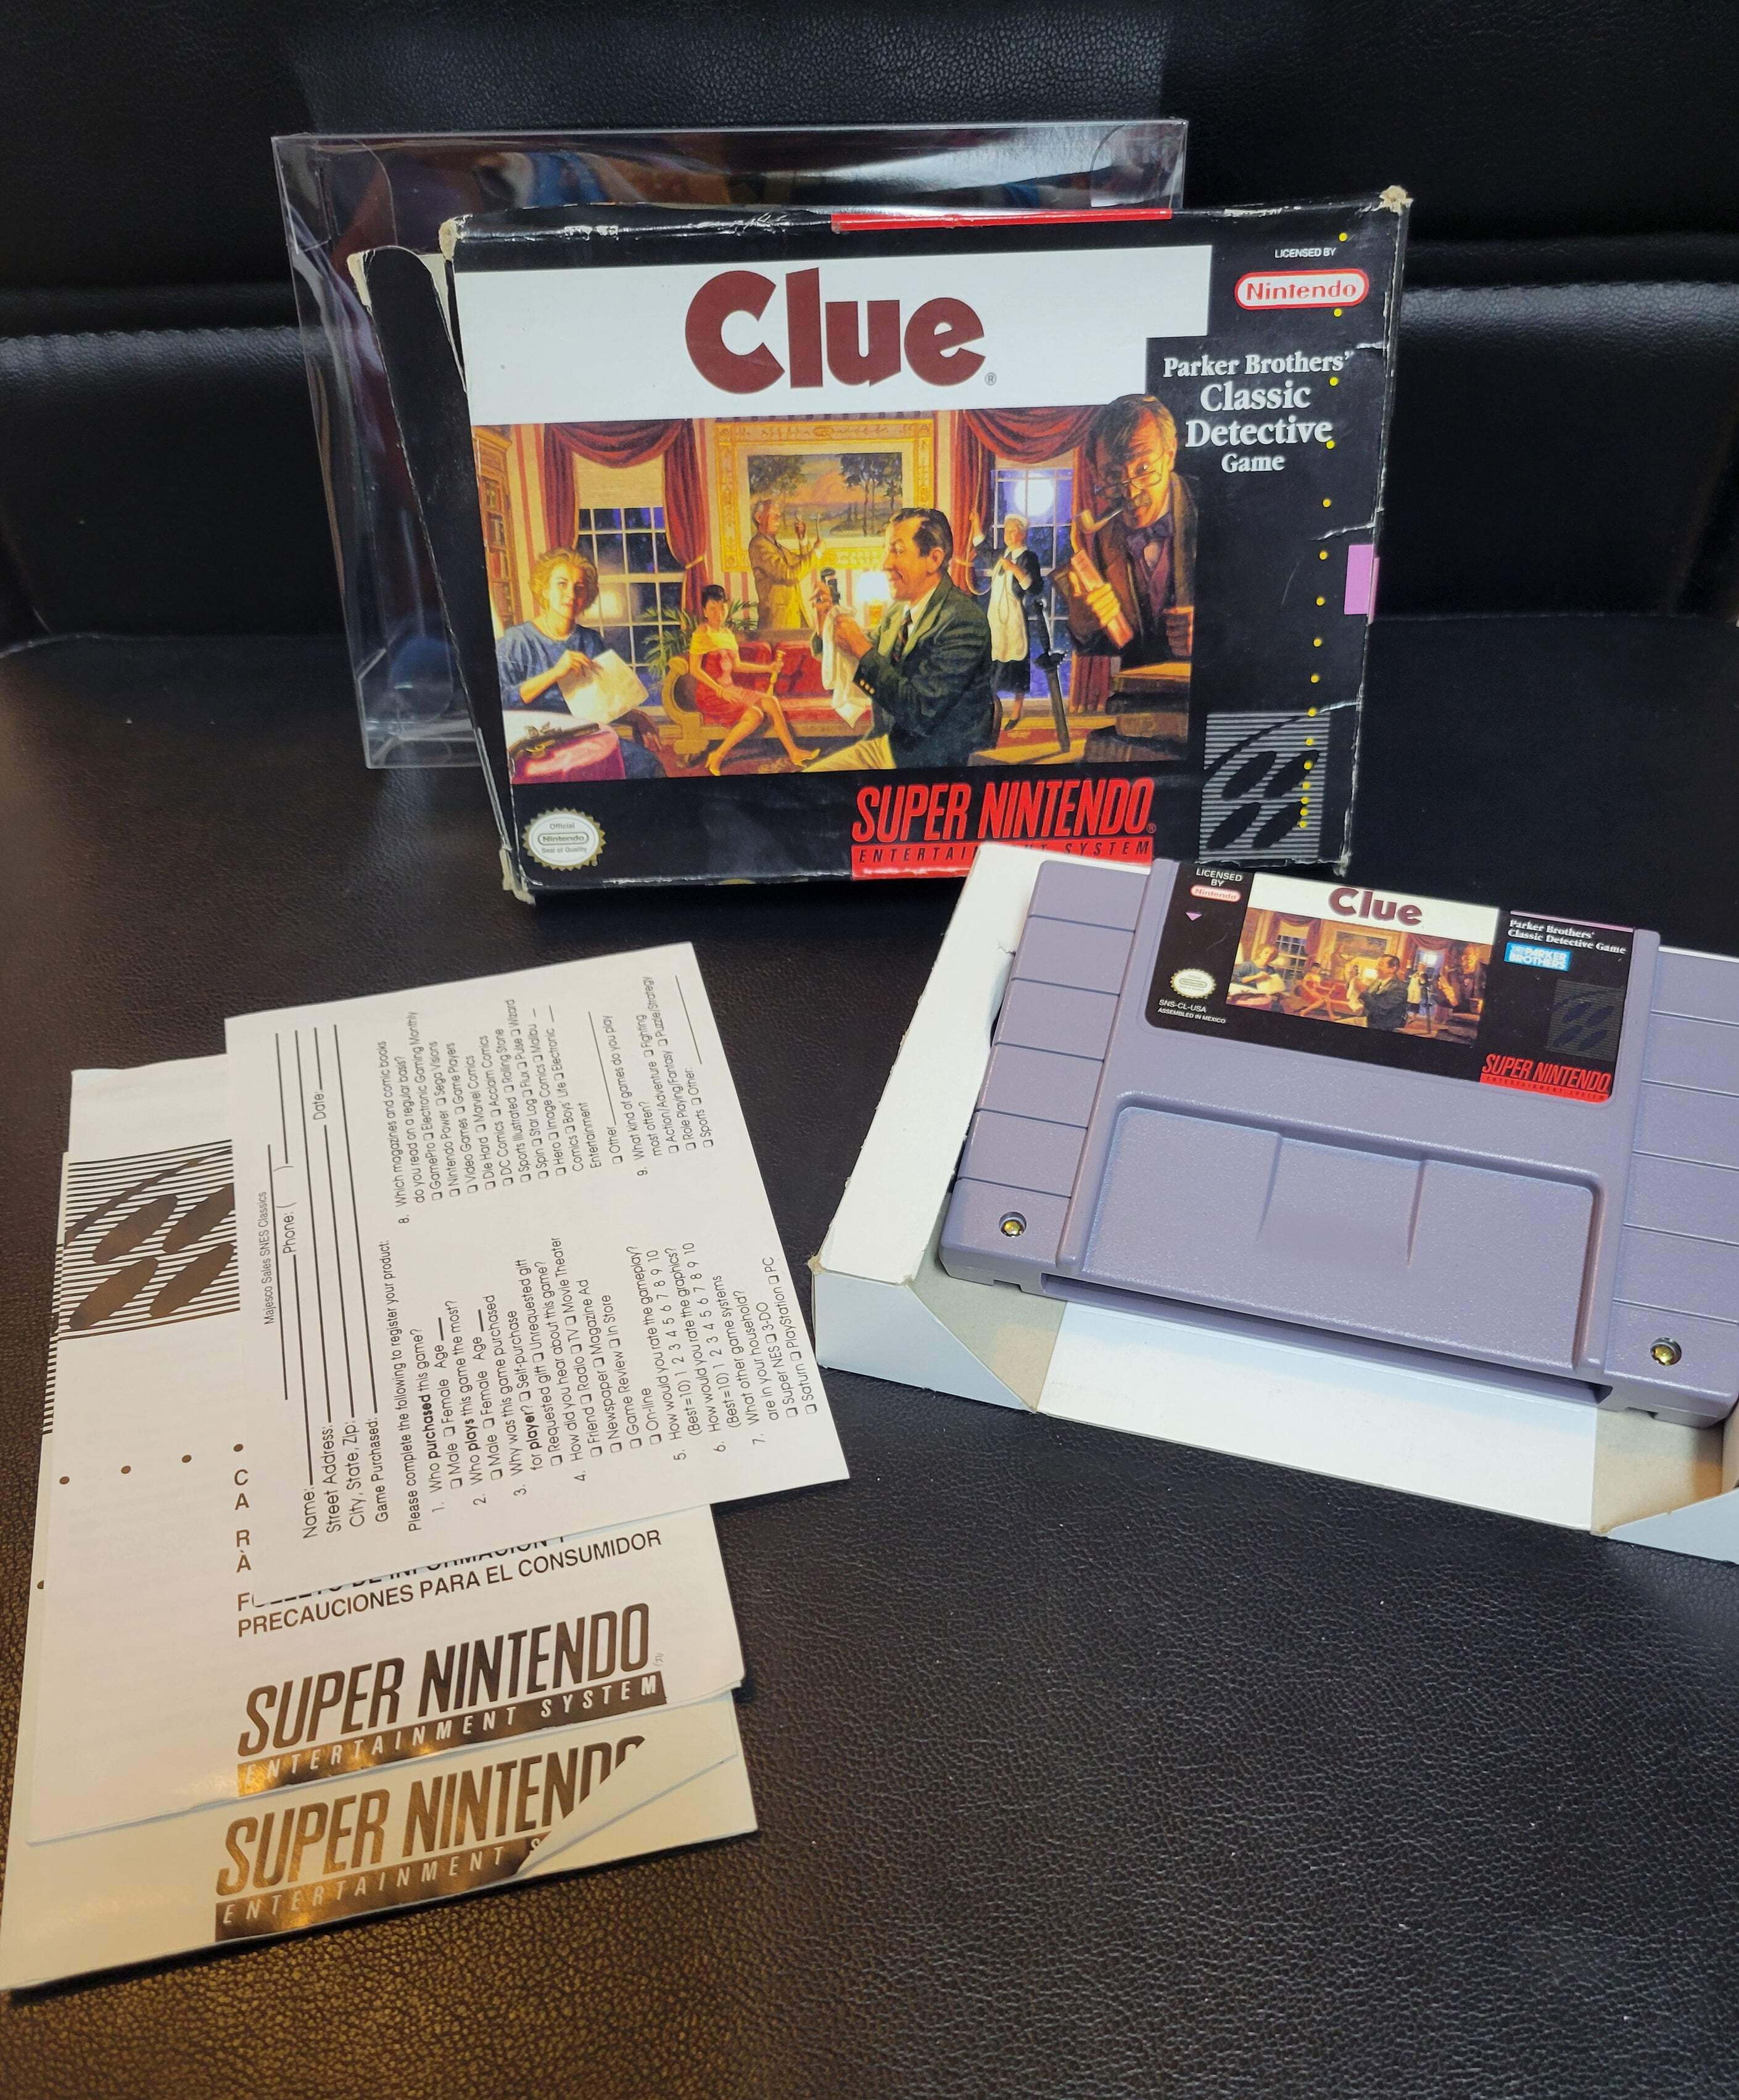 Clue®
LICENSED BY
Nintendo
Parker Brothers'
Classic
Detective
Game
Official
Nintendo
Seal of Quality
SUPER NINTENDO®
ENTERTAINMENT SYSTEM
LICENSED
BY
Nintendo
SNS-CL-USA
ASSEMBLED IN MEXICO
Clue
Parker Brothers'
Classic Detective Game
PARKER
BROTHERS
SUPER NINTENDO
ENTERTAINMENT SYSTEM
Majesco Sales SNES Classics
Name:
Phone: ( )
Street Address:
City, State, Zip:
Date
Game Purchased:
Please complete the following to register your product:
1. Who purchased this game?
❑ Male ❑ Female Age
2. Who plays this game the most?
❑ Male ❑ Female Age
3. Why was this game purchased
for player? ❑ Self-purchase
❑ Requested gift ❑ Unrequested gift
4. How did you hear about this game?
❑ Friend ❑ Radio ❑ TV ❑ Movie Theater
❑ Newspaper ❑ Magazine Ad
❑ Game Review ❑ In Store
❑ On-line
5. How would you rate the gameplay?
(Best=10) 1 2 3 4 5 6 7 8 9 10
6. How would you rate the graphics?
(Best=10) 1 2 3 4 5 6 7 8 9 10
7. What other game systems
are in your household?
❑ Super NES ❑ 3-DO
❑ Saturn ❑ PlayStation ❑ PC
8. Which magazines and comic books
do you read on a regular basis?
❑ GamePro ❑ Electronic Gaming Monthly
❑ Nintendo Power ❑ Sega Visions
❑ Video Games ❑ Game Players
❑ Die Hard ❑ Marvel Comics
❑ DC Comics ❑ Acclaim Comics
❑ Sports Illustrated ❑ Rolling Stone
❑ Spin ❑ Star Log ❑ Flux ❑ Pulse ❑ Wizard
❑ Hero ❑ Image Comics ❑ Malibu
Comics ❑ Boys' Life ❑ Electronic
Entertainment
❑ Other
9. What kind of games do you play
most often?
❑ Action/Adventure ❑ Fighting
❑ Role Playing/Fantasy ❑ Puzzle/Strategy
❑ Sports ❑ Other:
C
A
R
À
PRECAUCIONES PARA EL CONSUMIDOR
SUPER NINTENDO
ENTERTAINMENT SYSTEM
SUPER NINTENDO
ENTERTAINMENT S